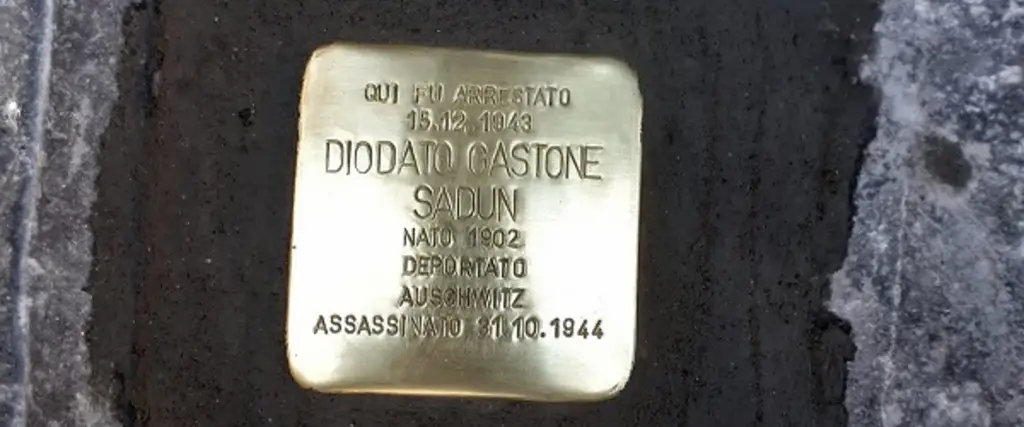 QUI FU ARRESTATO
15.12.1943
DIODATO GASTONE
SADUN
NATO 1902
DEPORTATO
AUSCHWITZ
ASSASSINATO 31.10.1944